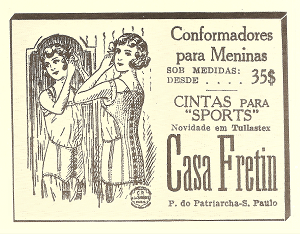 Conformadores
para Meninas
SOB MEDIDAS:
DESDE . . . . 35$
CINTAS PARA
"SPORTS"
Novidade em Tullastex
Casa Fretin
P. do Patriarcha-S. Paulo